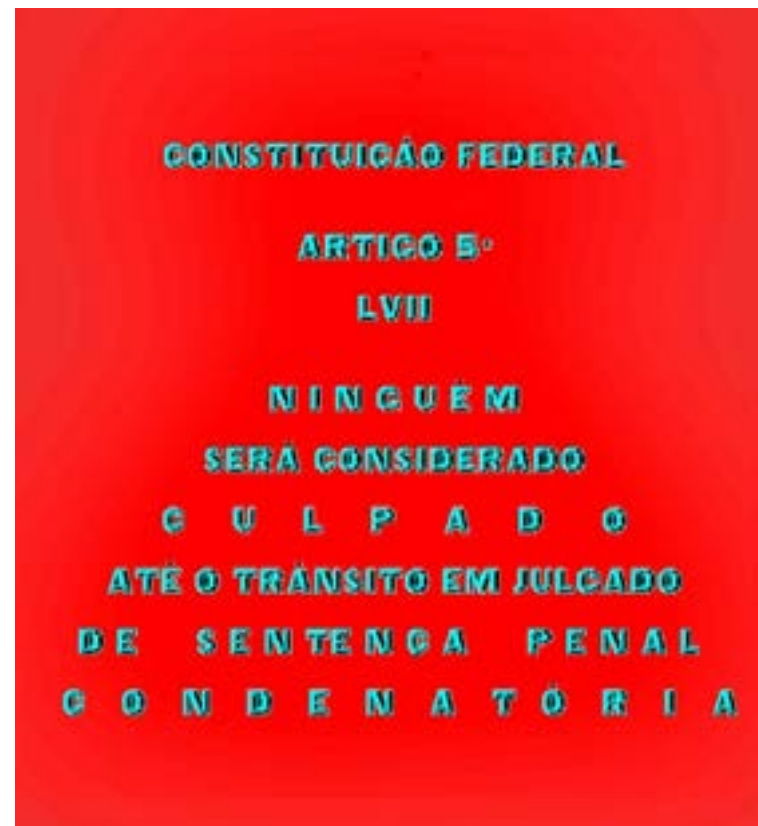 CONSTITUIÇÃO FEDERAL
ARTIGO 5º
LVII
NINGUÉM
SERÁ CONSIDERADO
CULPADO
ATÉ O TRÂNSITO EM JULGADO
DE SENTENÇA PENAL
CONDENATÓRIA